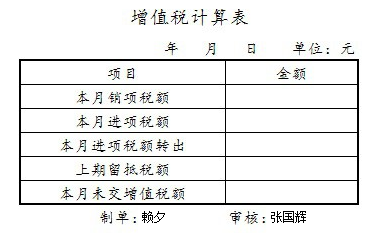 增值税计算表
年 月 日 单位：元
项目 金额
本月销项税额
本月进项税额
本月进项税额转出
上期留抵税额
本月未交增值税额
制单：赖夕 审核：张国辉